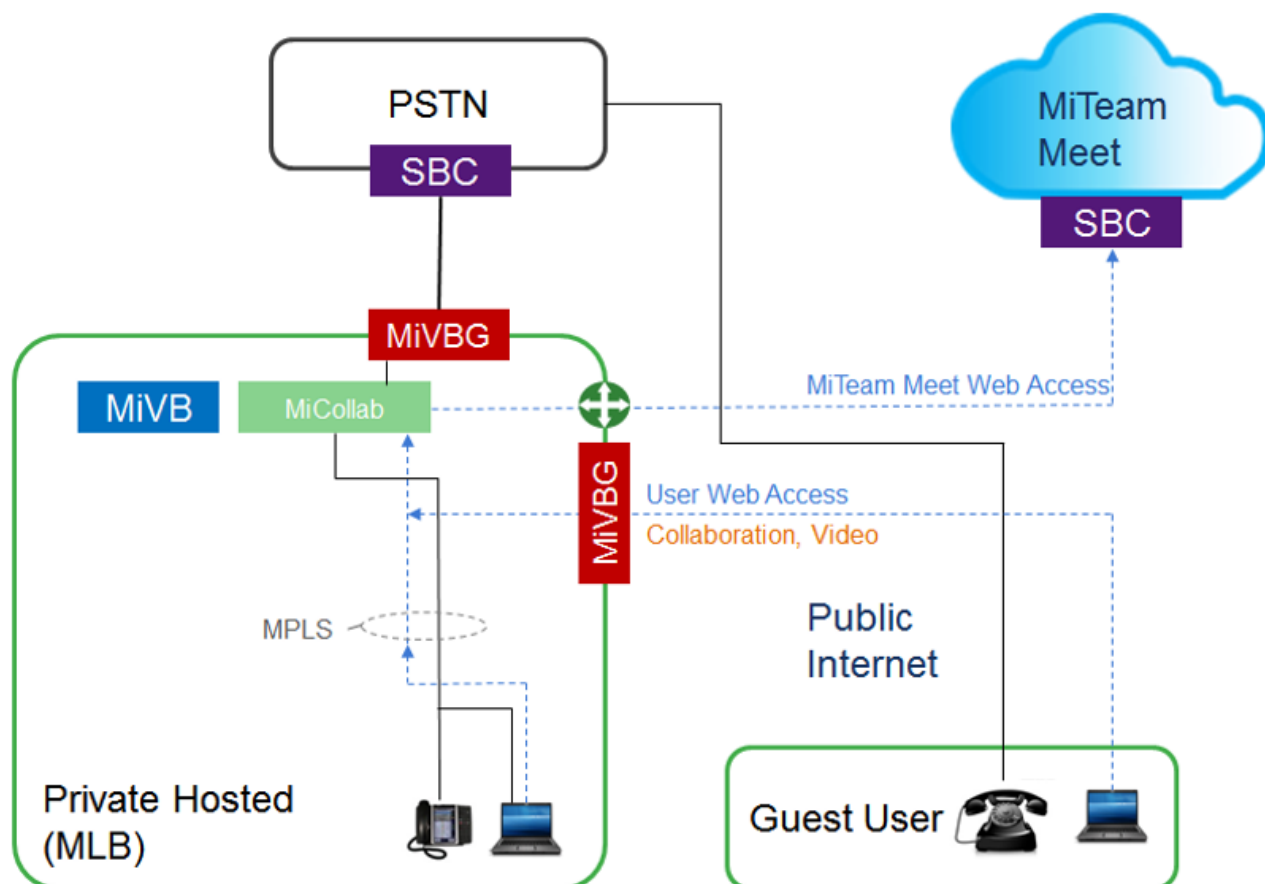 PSTN
SBC
MiTeam
Meet
SBC
MiVBG
MiVB
MiCollab
MiTeam Meet Web Access
MiVBG
User Web Access
Collaboration, Video
MPLS
Public
Internet
Private Hosted
(MLB)
Guest User